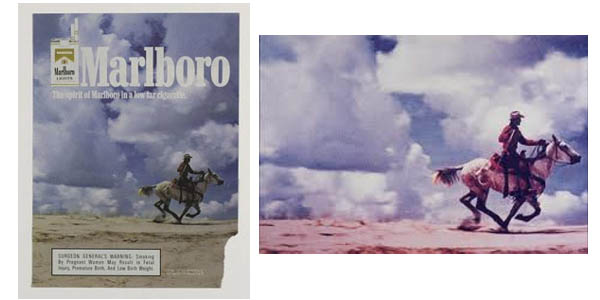 Marlboro
Marlboro
LIGHTS
The spirit of Marlboro in a low tar cigarette.
SURGEON GENERAL'S WARNING: Smoking
By Pregnant Women May Result in Fetal
Injury, Premature Birth, And Low Birth Weight.